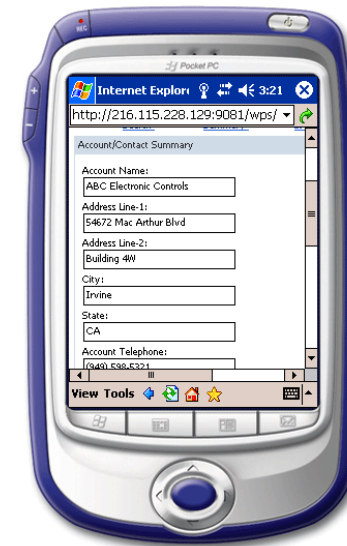 REC
Pocket PC
Internet Explor 3:21
http://216.115.228.129:9081/wps/
Account/Contact Summary
Account Name:
ABC Electronic Controls
Address Line-1:
54672 Mac Arthur Blvd
Address Line-2:
Building 4W
City:
Irvine
State:
CA
Account Telephone:
(949) 598-5321
View Tools